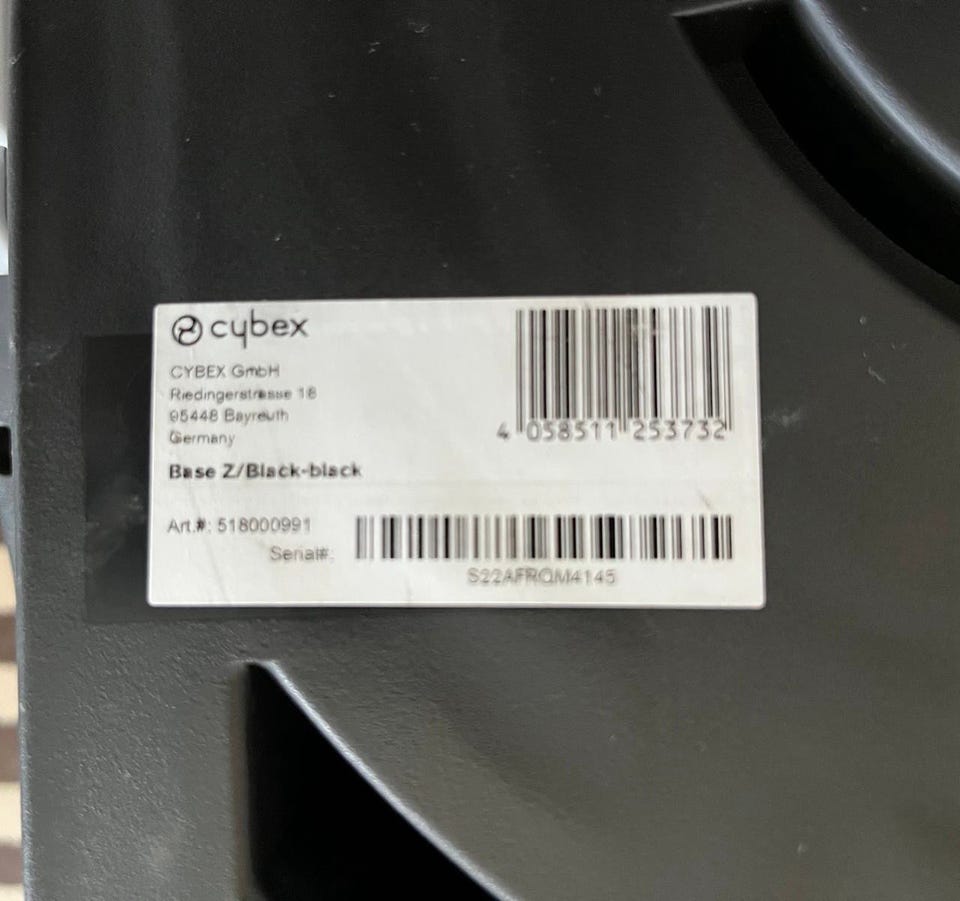 cybex
CYBEX GmbH
Riedingerstrasse 18
95448 Bayreuth
Germany
4 058511 253732
Base Z/Black-black
Art.#: 518000991
Serial#:
S22AFRQM4145